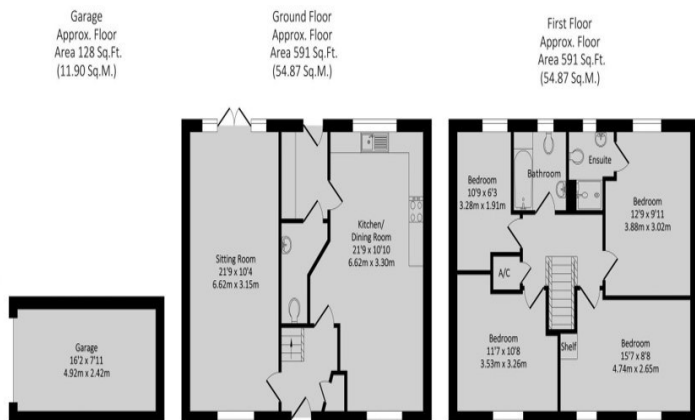 Garage
Approx. Floor
Area 128 Sq.Ft.
(11.90 Sq.M.)
Ground Floor
Approx. Floor
Area 591 Sq.Ft.
(54.87 Sq.M.)
First Floor
Approx. Floor
Area 591 Sq.Ft.
(54.87 Sq.M.)
Garage
16'2 x 7'11
4.92m x 2.42m
Sitting Room
21'9 x 10'4
6.62m x 3.15m
Kitchen/
Dining Room
21'9 x 10'10
6.62m x 3.30m
Bedroom
10'9 x 6'3
3.28m x 1.91m
Bathroom
Ensuite
Bedroom
12'9 x 9'11
3.88m x 3.02m
A/C
Bedroom
11'7 x 10'8
3.53m x 3.26m
Shelf
Bedroom
15'7 x 8'8
4.74m x 2.65m